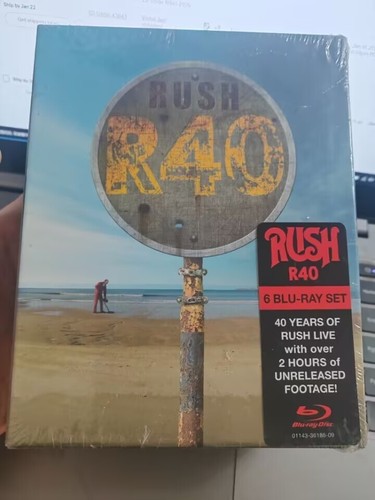 RUSH
R40
RUSH
R40
6 BLU-RAY SET
40 YEARS OF
RUSH LIVE
with over
2 HOURS of
UNRELEASED
FOOTAGE!
Blu-ray Disc